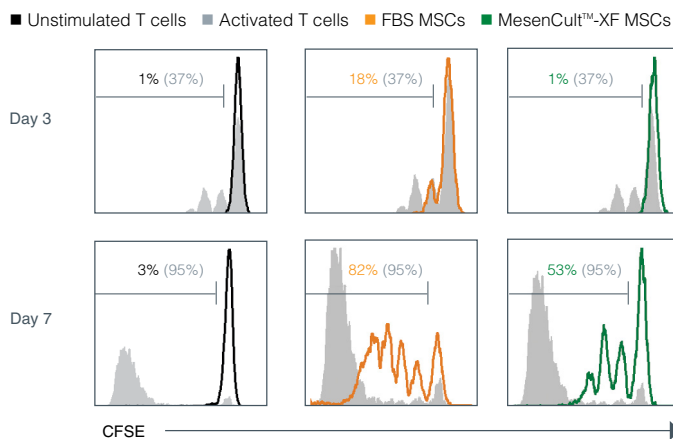 Unstimulated T cells Activated T cells FBS MSCs MesenCult™-XF MSCs
Day 3
1% (37%)
18% (37%)
1% (37%)
Day 7
3% (95%)
82% (95%)
53% (95%)
CFSE